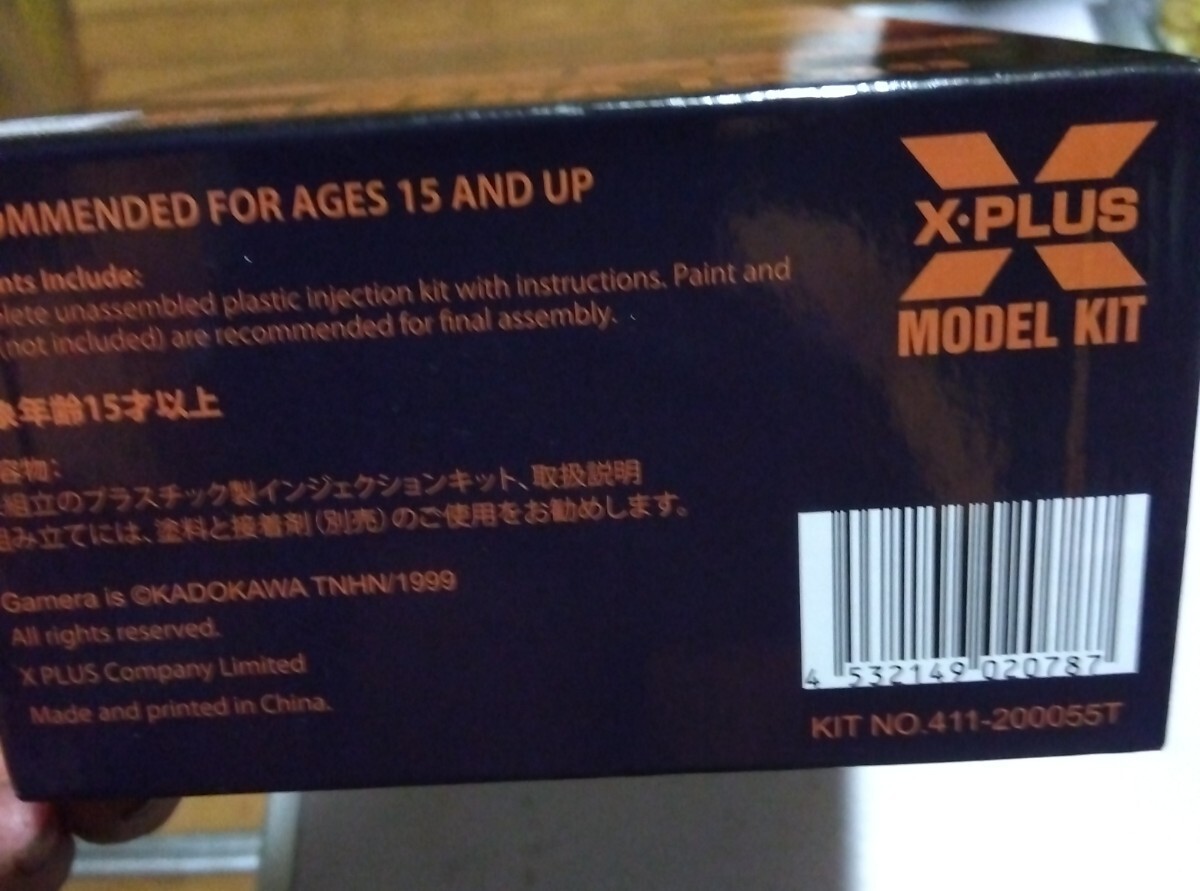 OMMENDED FOR AGES 15 AND UP
nts Include:
lete unassembled plastic injection kit with instructions. Paint and
(not included) are recommended for final assembly.
象年齢15才以上
容物:
組立のプラスチック製インジェクションキット、取扱説明
組み立てには、塗料と接着剤(別売)のご使用をお勧めします。
Gamera is ©KADOKAWA TNHN/1999
All rights reserved.
X PLUS Company Limited
Made and printed in China.
X·PLUS
MODEL KIT
4 532149 020787
KIT NO.411-200055T